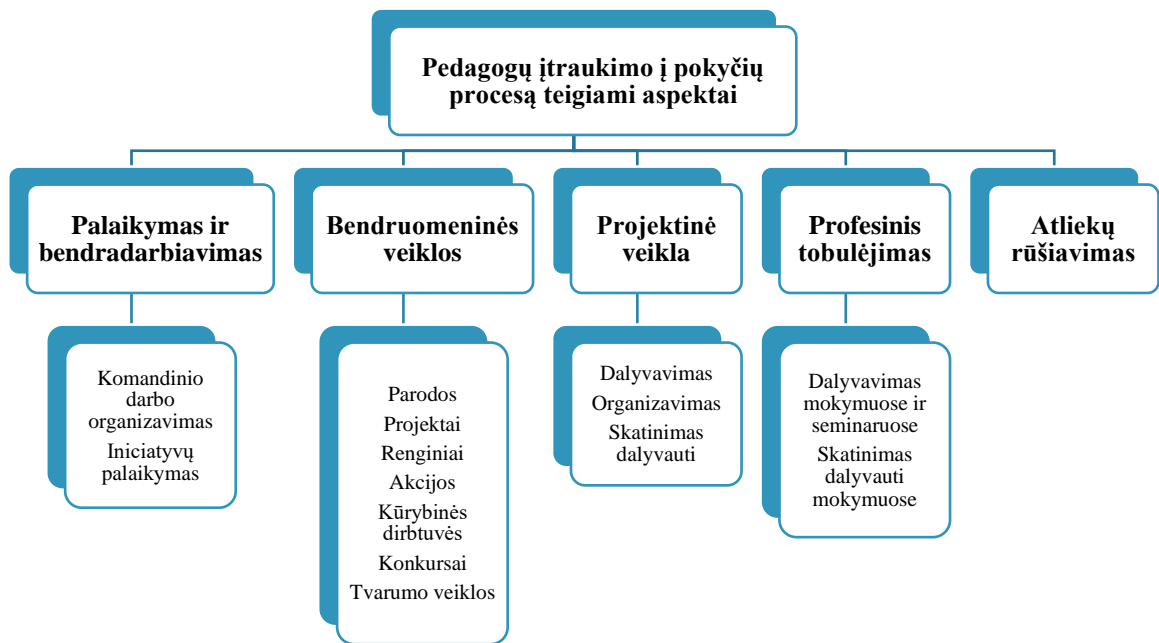 Pedagogų įtraukimo į pokyčių
procesą teigiami aspektai
Palaikymas ir
bendradarbiavimas
Komandinio
darbo
organizavimas
Iniciatyvų
palaikymas
Bendruomeninės
veiklos
Parodos
Projektai
Renginiai
Akcijos
Kūrybinės
dirbtuvės
Konkursai
Tvarumo veiklos
Projektinė
veikla
Dalyvavimas
Organizavimas
Skatinimas
dalyvauti
Profesinis
tobulėjimas
Dalyvavimas
mokymuose ir
seminaruose
Skatinimas
dalyvauti
mokymuose
Atliekų
rūšiavimas